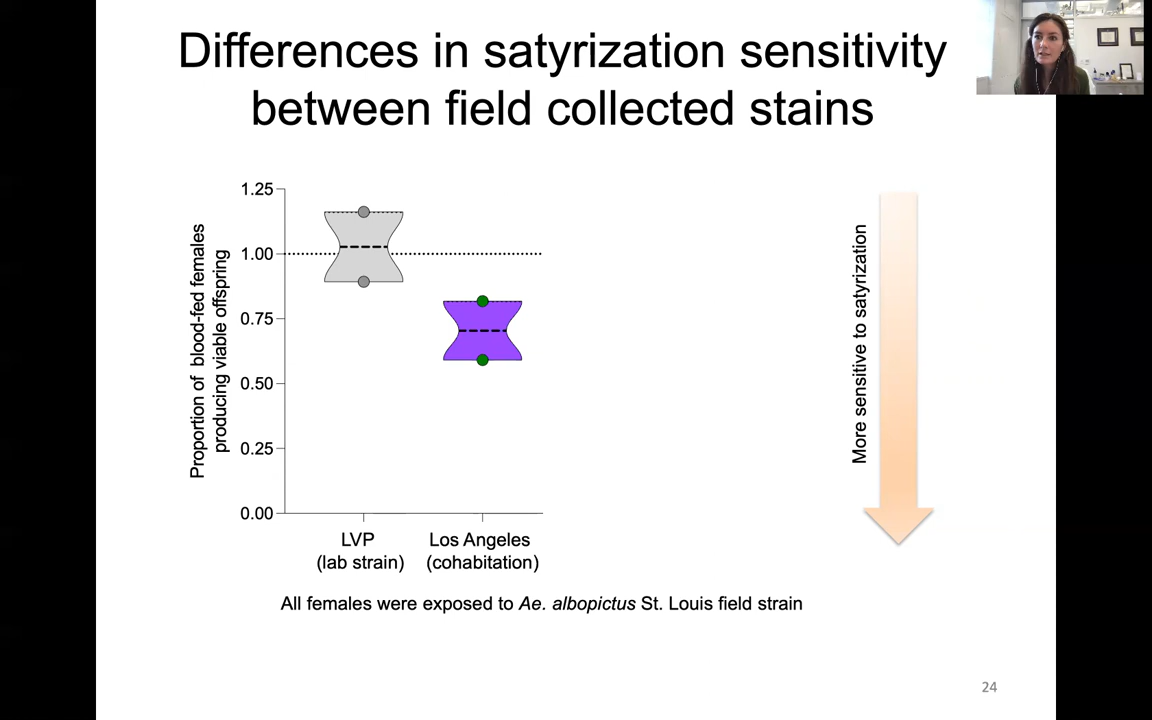 Differences in satyrization sensitivity
between field collected stains
Proportion of blood-fed females
producing viable offspring
1.25
1.00
0.75
0.50
0.25
0.00
LVP
(lab strain)
Los Angeles
(cohabitation)
More sensitive to satyrization
All females were exposed to Ae. albopictus St. Louis field strain
24